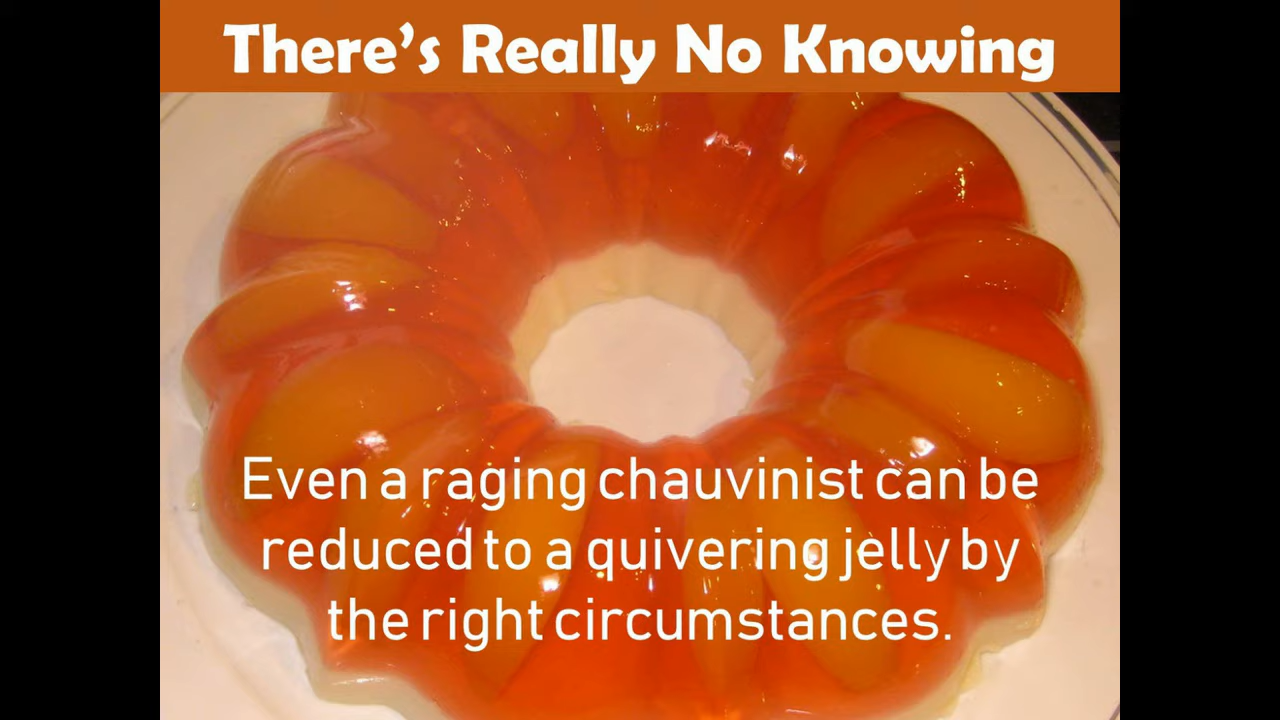 There's Really No Knowing
Even a raging chauvinist can be
reduced to a quivering jelly by
the right circumstances.